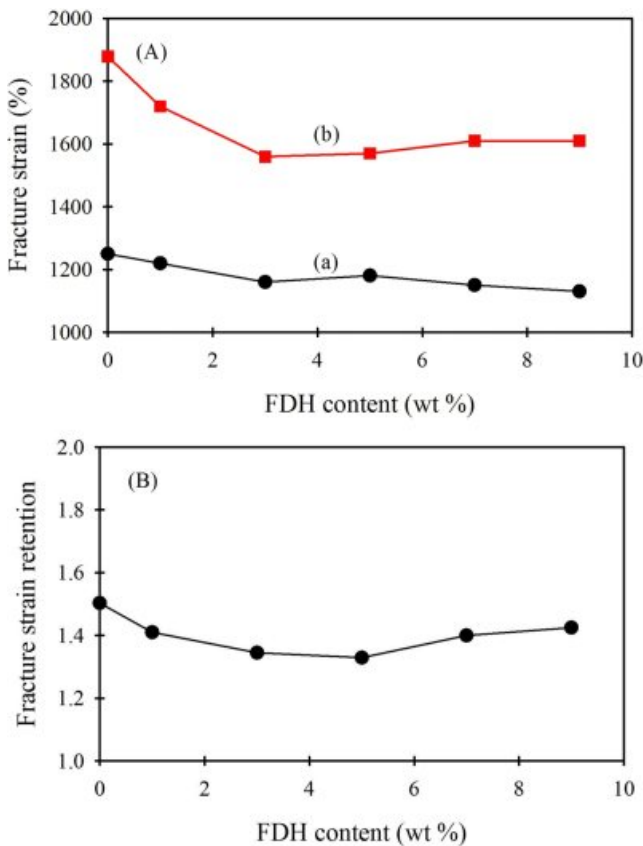 2000
(A)
1800
1600
(b)
1400
1200
(a)
1000
0 2 4 6 8 10
Fracture strain (%)
FDH content (wt %)
2.0
(B)
1.8
1.6
1.4
1.2
1.0
0 2 4 6 8 10
Fracture strain retention
FDH content (wt %)